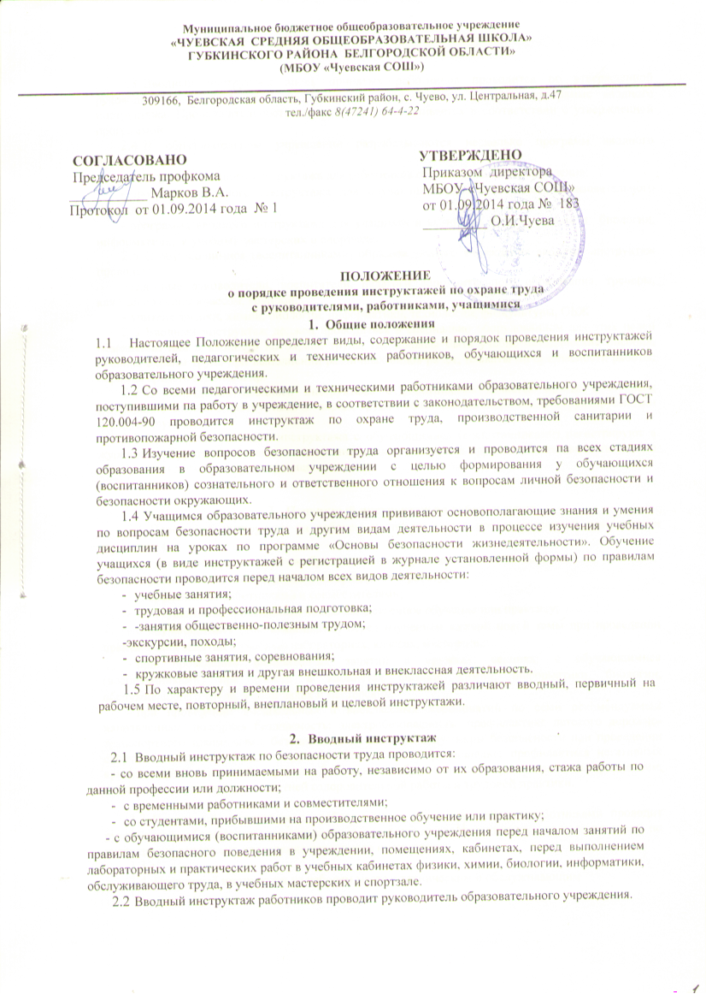 Муниципальное бюджетное общеобразовательное учреждение
«ЧУЕВСКАЯ СРЕДНЯЯ ОБЩЕОБРАЗОВАТЕЛЬНАЯ ШКОЛА»
ГУБКИНСКОГО РАЙОНА БЕЛГОРОДСКОЙ ОБЛАСТИ»
(МБОУ «Чуевская СОШ»)
309166, Белгородская область, Губкинский район, с. Чуево, ул. Центральная, д.47
тел./факс 8(47241) 64-4-22
СОГЛАСОВАНО
Председатель профкома
____________ Марков В.А.
Протокол от 01.09.2014 года № 1
УТВЕРЖДЕНО
Приказом директора
МБОУ «Чуевская СОШ»
от 01.09.2014 года № 183
__________ О.И.Чуева
ПОЛОЖЕНИЕ
о порядке проведения инструктажей по охране труда
с руководителями, работниками, учащимися
1. Общие положения
1.1 Настоящее Положение определяет виды, содержание и порядок проведения инструктажей
руководителей, педагогических и технических работников, обучающихся и воспитанников
образовательного учреждения.
1.2 Со всеми педагогическими и техническими работниками образовательного учреждения,
поступившими па работу в учреждение, в соответствии с законодательством, требованиями ГОСТ
120.004-90 проводится инструктаж по охране труда, производственной санитарии и
противопожарной безопасности.
1.3 Изучение вопросов безопасности труда организуется и проводится па всех стадиях
образования в образовательном учреждении с целью формирования у обучающихся
(воспитанников) сознательного и ответственного отношения к вопросам личной безопасности и
безопасности окружающих.
1.4 Учащимся образовательного учреждения прививают основополагающие знания и умения
по вопросам безопасности труда и другим видам деятельности в процессе изучения учебных
дисциплин на уроках по программе «Основы безопасности жизнедеятельности». Обучение
учащихся (в виде инструктажей с регистрацией в журнале установленной формы) по правилам
безопасности проводится перед началом всех видов деятельности:
- учебные занятия;
- трудовая и профессиональная подготовка;
- -занятия общественно-полезным трудом;
-экскурсии, походы;
- спортивные занятия, соревнования;
- кружковые занятия и другая внешкольная и внеклассная деятельность.
1.5 По характеру и времени проведения инструктажей различают вводный, первичный на
рабочем месте, повторный, внеплановый и целевой инструктажи.
2. Вводный инструктаж
2.1 Вводный инструктаж по безопасности труда проводится:
- со всеми вновь принимаемыми на работу, независимо от их образования, стажа работы по
данной профессии или должности;
- с временными работниками и совместителями;
- со студентами, прибывшими на производственное обучение или практику;
- с обучающимися (воспитанниками) образовательного учреждения перед началом занятий по
правилам безопасного поведения в учреждении, помещениях, кабинетах, перед выполнением
лабораторных и практических работ в учебных кабинетах физики, химии, биологии, информатики,
обслуживающего труда, в учебных мастерских и спортзале.
2.2 Вводный инструктаж работников проводит руководитель образовательного учреждения.
1